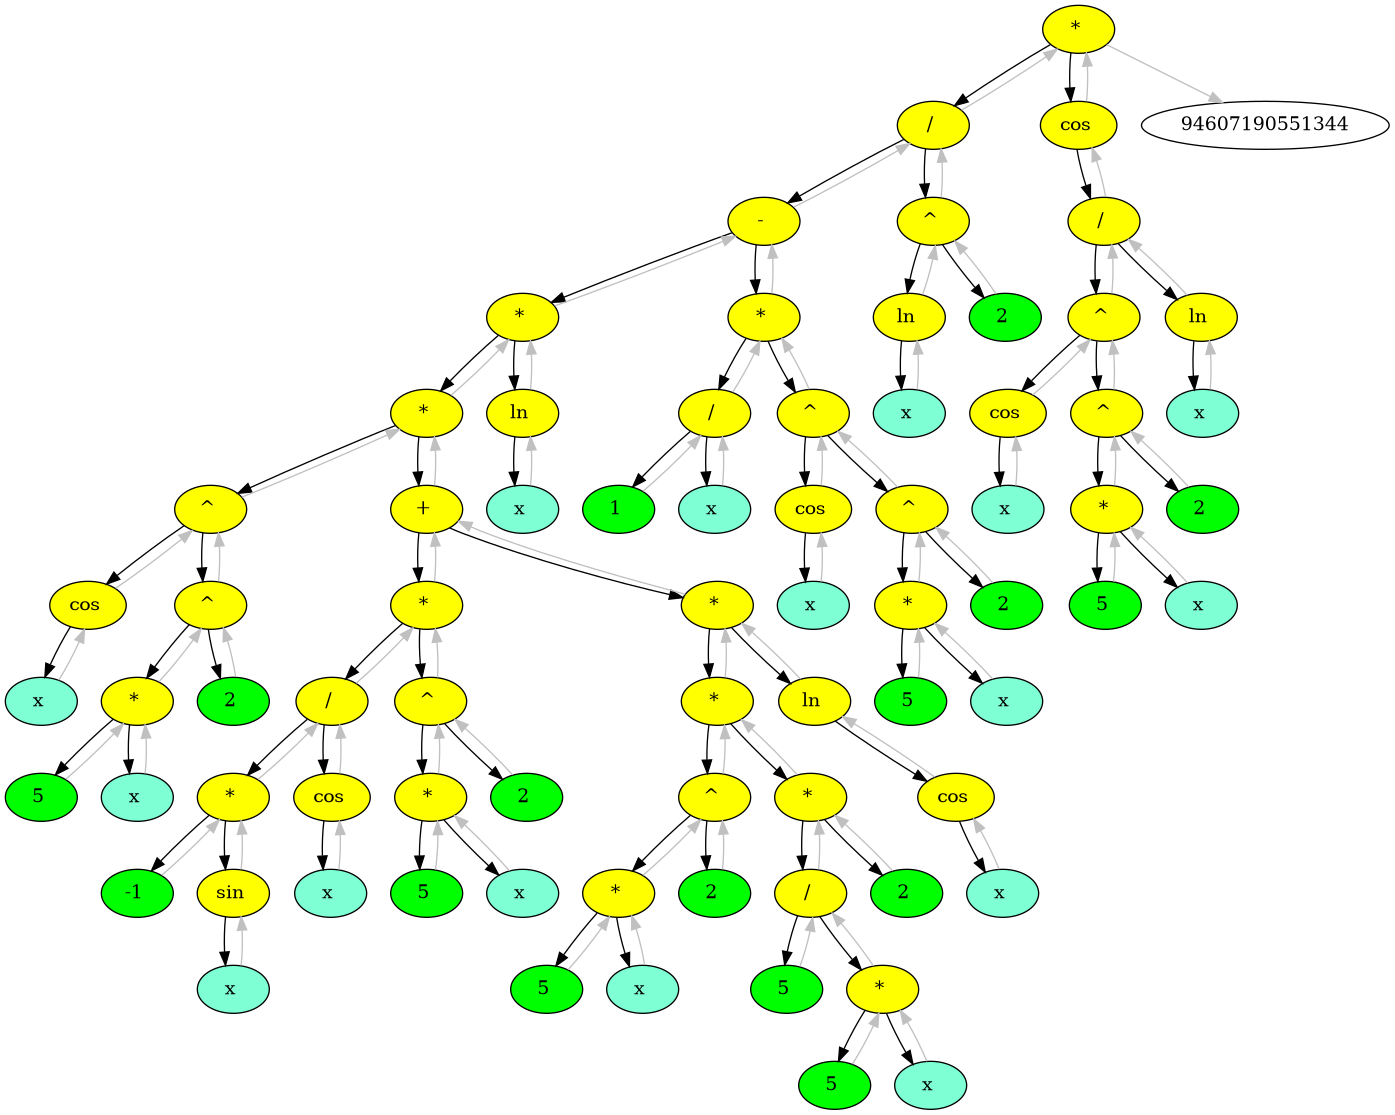 *
/ cos 94607190551344
- ^ /
* * ln 2 ^ ln
* ln / ^ x cos ^ x
^ + x 1 x cos ^ x * 2
cos ^ * * x * 2 5 x
x * 2 / ^ * ln 5 x
5 x * cos * 2 ^ * cos
-1 sin x 5 x * 2 / 2 x
x 5 x 5 *
5 x